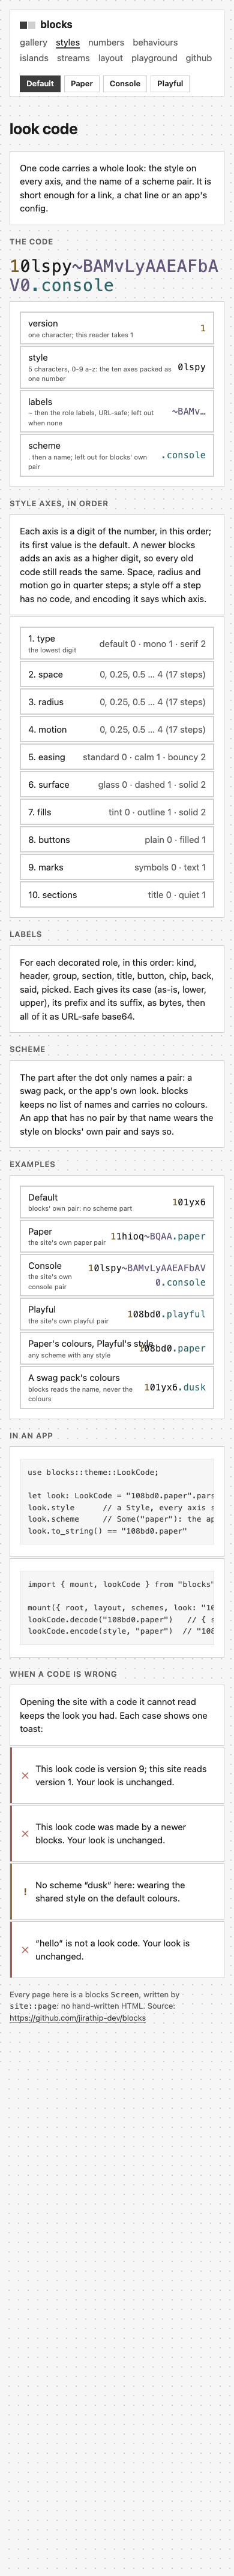 blocks
gallery styles numbers behaviours
islands streams layout playground github
Default Paper Console Playful
look code
One code carries a whole look: the style on
every axis, and the name of a scheme pair. It is
short enough for a link, a chat line or an app's
config.
THE CODE
10lspy~BAMvLyAAEAFbA
V0.console
version
one character; this reader takes 1
1
style
5 characters, 0-9 a-z: the ten axes packed as
one number
0lspy
labels
~ then the role labels, URL-safe; left out
when none
~BAMv…
scheme
. then a name; left out for blocks' own
pair
.console
STYLE AXES, IN ORDER
Each axis is a digit of the number, in this order;
its first value is the default. A newer blocks
adds an axis as a higher digit, so every old
code still reads the same. Space, radius and
motion go in quarter steps; a style off a step
has no code, and encoding it says which axis.
1. type
the lowest digit
default 0 · mono 1 · serif 2
2. space 0, 0.25, 0.5 … 4 (17 steps)
3. radius 0, 0.25, 0.5 … 4 (17 steps)
4. motion 0, 0.25, 0.5 … 4 (17 steps)
5. easing standard 0 · calm 1 · bouncy 2
6. surface glass 0 · dashed 1 · solid 2
7. fills tint 0 · outline 1 · solid 2
8. buttons plain 0 · filled 1
9. marks symbols 0 · text 1
10. sections title 0 · quiet 1
LABELS
For each decorated role, in this order: kind,
header, group, section, title, button, chip, back,
said, picked. Each gives its case (as-is, lower,
upper), its prefix and its suffix, as bytes, then
all of it as URL-safe base64.
SCHEME
The part after the dot only names a pair: a
swag pack, or the app's own look. blocks
keeps no list of names and carries no colours.
An app that has no pair by that name wears the
style on blocks' own pair and says so.
EXAMPLES
Default
blocks' own pair: no scheme part
101yx6
Paper
the site's own paper pair
11hioq~BQAA.paper
Console
the site's own
console pair
10lspy~BAMvLyAAEAFbAV
0.console
Playful
the site's own playful pair
108bd0.playful
Paper's colours, Playful's style
any scheme with any style
108bd0.paper
A swag pack's colours
blocks reads the name, never the
colours
101yx6.dusk
IN AN APP
use blocks::theme::LookCode;
let look: LookCode = "108bd0.paper".pars
look.style // a Style, every axis s
look.scheme // Some("paper"): the ap
look.to_string() == "108bd0.paper"
import { mount, lookCode } from "blocks"
mount({ root, layout, schemes, look: "10
lookCode.decode("108bd0.paper") // { s
lookCode.encode(style, "paper") // "108
WHEN A CODE IS WRONG
Opening the site with a code it cannot read
keeps the look you had. Each case shows one
toast:
× This look code is version 9; this site reads
version 1. Your look is unchanged.
× This look code was made by a newer
blocks. Your look is unchanged.
! No scheme “dusk” here: wearing the
shared style on the default colours.
× “hello” is not a look code. Your look is
unchanged.
Every page here is a blocks Screen, written by
site::page: no hand-written HTML. Source:
https://github.com/jirathip-dev/blocks